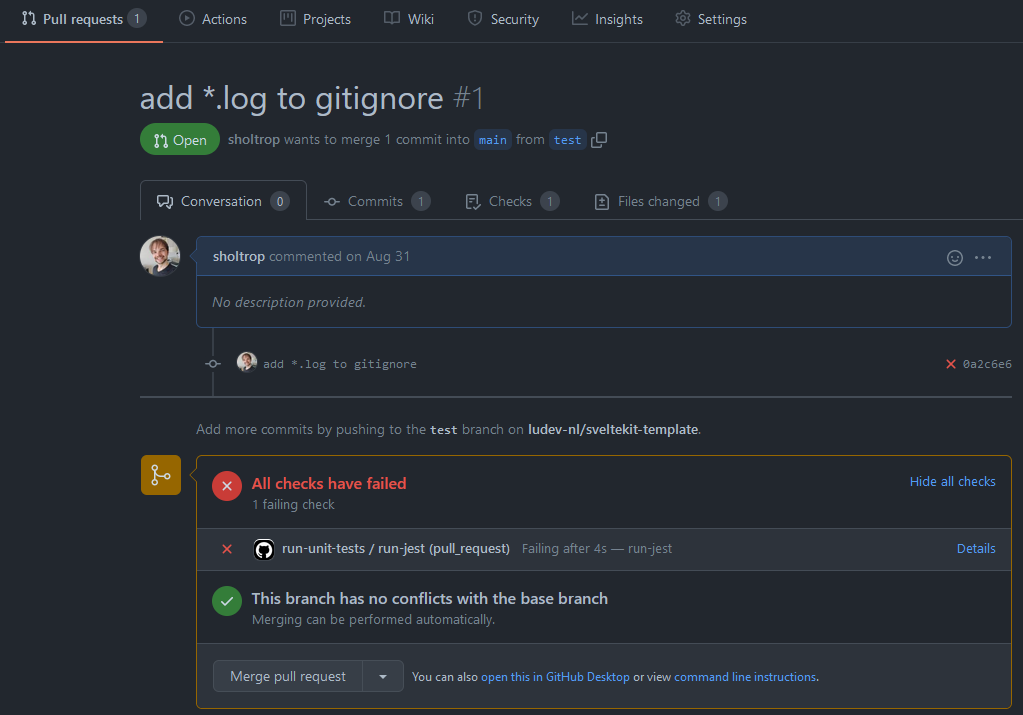 Pull requests 1 Actions Projects Wiki Security Insights Settings
add *.log to gitignore #1
Open sholtrop wants to merge 1 commit into main from test
Conversation 0 Commits 1 Checks 1 Files changed 1
sholtrop commented on Aug 31
No description provided.
add *.log to gitignore 0a2c6e6
Add more commits by pushing to the test branch on ludev-nl/sveltekit-template.
All checks have failed Hide all checks
1 failing check
run-unit-tests / run-jest (pull_request) Failing after 4s — run-jest Details
This branch has no conflicts with the base branch
Merging can be performed automatically.
Merge pull request You can also open this in GitHub Desktop or view command line instructions.